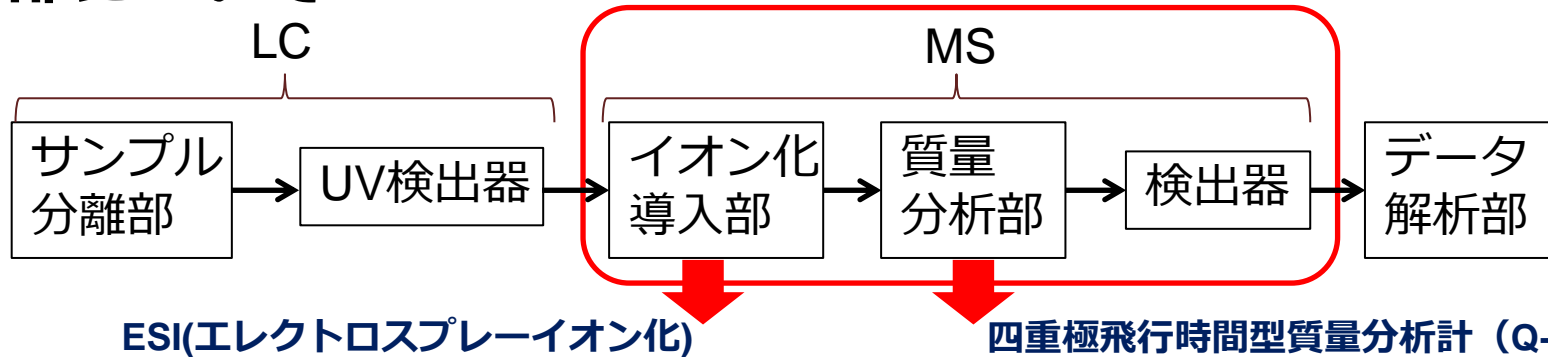 LC
MS
サンプル
分離部
UV検出器
イオン化
導入部
質量
分析部
検出器
データ
解析部
ESI(エレクトロスプレーイオン化)
四重極飛行時間型質量分析計（Q-